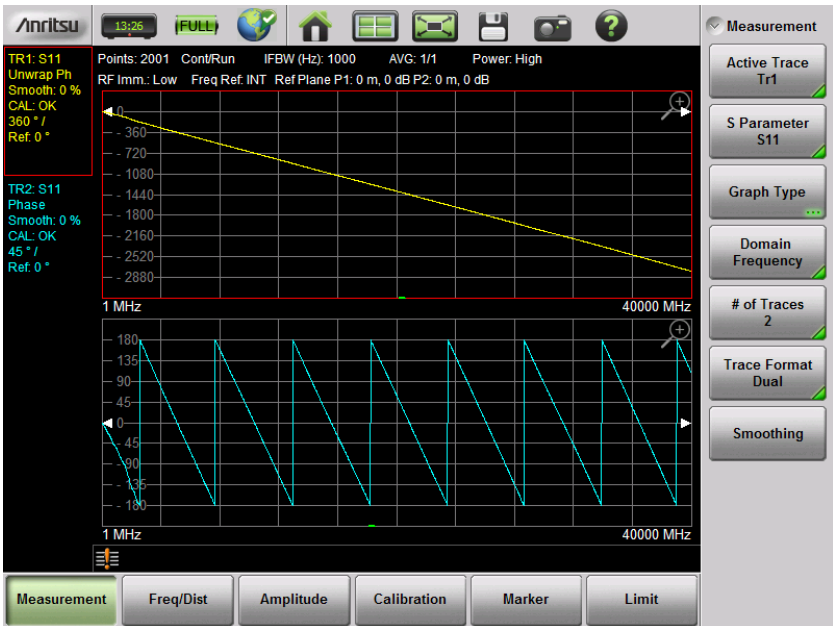 Anritsu
13:26
FULL
?
Measurement
TR1: S11
Unwrap Ph
Smooth: 0 %
CAL: OK
360 ° /
Ref: 0 °
TR2: S11
Phase
Smooth: 0 %
CAL: OK
45 ° /
Ref: 0 °
Points: 2001 Cont/Run IFBW (Hz): 1000 AVG: 1/1 Power: High
RF Imm.: Low Freq Ref: INT Ref Plane P1: 0 m, 0 dB P2: 0 m, 0 dB
0
- 360
- 720
- 1080
- 1440
- 1800
- 2160
- 2520
- 2880
1 MHz 40000 MHz
180
135
90
45
0
- 45
- 90
- 135
- 180
1 MHz 40000 MHz
Active Trace
Tr1
S Parameter
S11
Graph Type
Domain
Frequency
# of Traces
2
Trace Format
Dual
Smoothing
Measurement Freq/Dist Amplitude Calibration Marker Limit